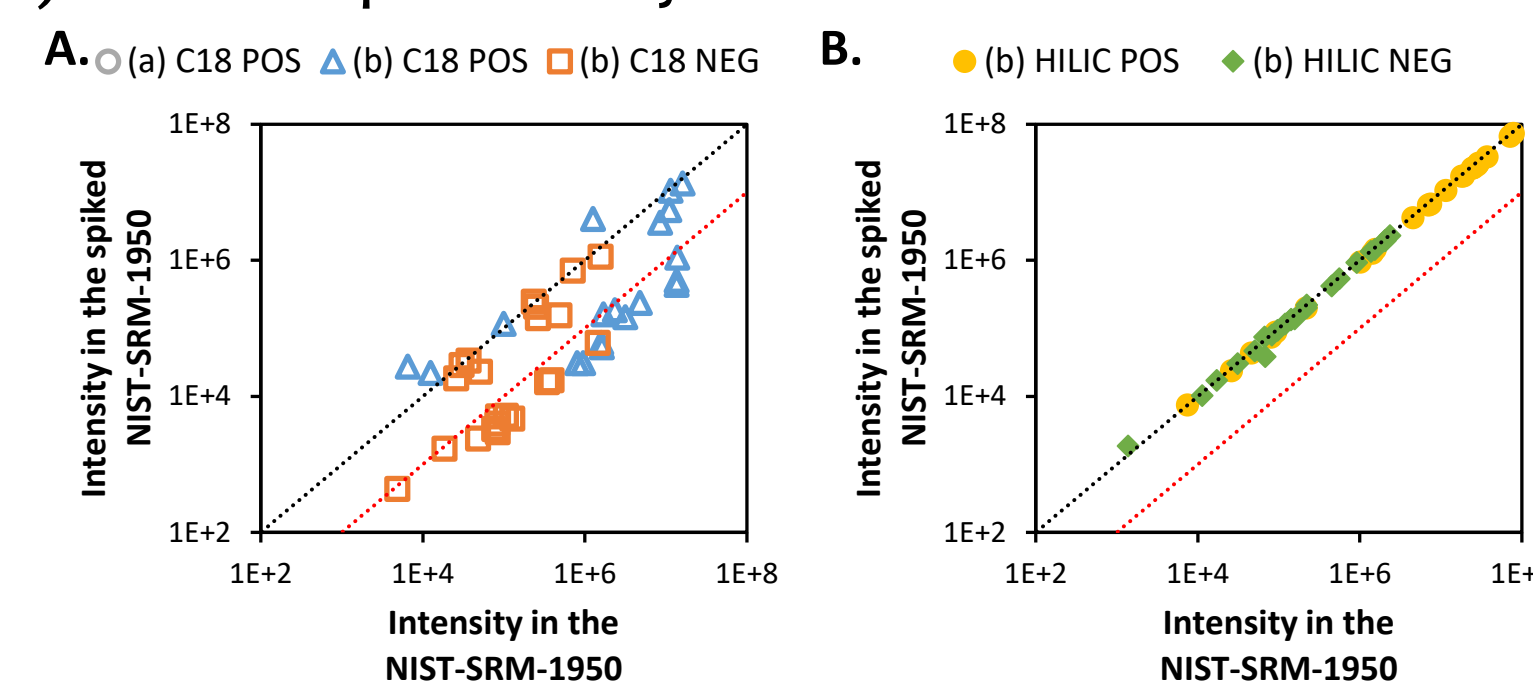 A. (a) C18 POS (b) C18 POS (b) C18 NEG
B. (b) HILIC POS (b) HILIC NEG
Intensity in the spiked
NIST-SRM-1950
1E+8
1E+6
1E+4
1E+2
1E+2 1E+4 1E+6 1E+8
Intensity in the
NIST-SRM-1950
Intensity in the spiked
NIST-SRM-1950
1E+8
1E+6
1E+4
1E+2
1E+2 1E+4 1E+6 1E+
Intensity in the
NIST-SRM-1950